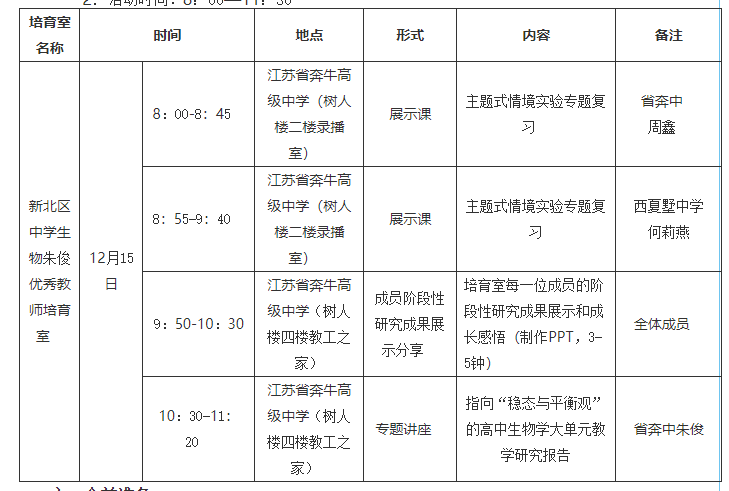 2．活动时间：8：00—11：30
培育室
名称
时间
地点
形式
内容
备注
新北区
中学生
物朱俊
优秀教
师培育
室
12月15
日
8：00-8：45
江苏省奔牛高
级中学（树人
楼二楼录播
室）
展示课
主题式情境实验专题复
习
省奔中
周鑫
8：55—9：40
江苏省奔牛高
级中学（树人
楼二楼录播
室）
展示课
主题式情境实验专题复
习
西夏墅中学
何莉燕
9：50-10：30
江苏省奔牛高
级中学（树人
楼四楼教工之
家）
成员阶段性
研究成果展
示分享
培育室每一位成员的阶
段性研究成果展示和成
长感悟（制作PPT，3—
5钟）
全体成员
10：30—11：
20
江苏省奔牛高
级中学（树人
楼四楼教工之
家）
专题讲座
指向“稳态与平衡观”
的高中生物学大单元教
学研究报告
省奔中朱俊